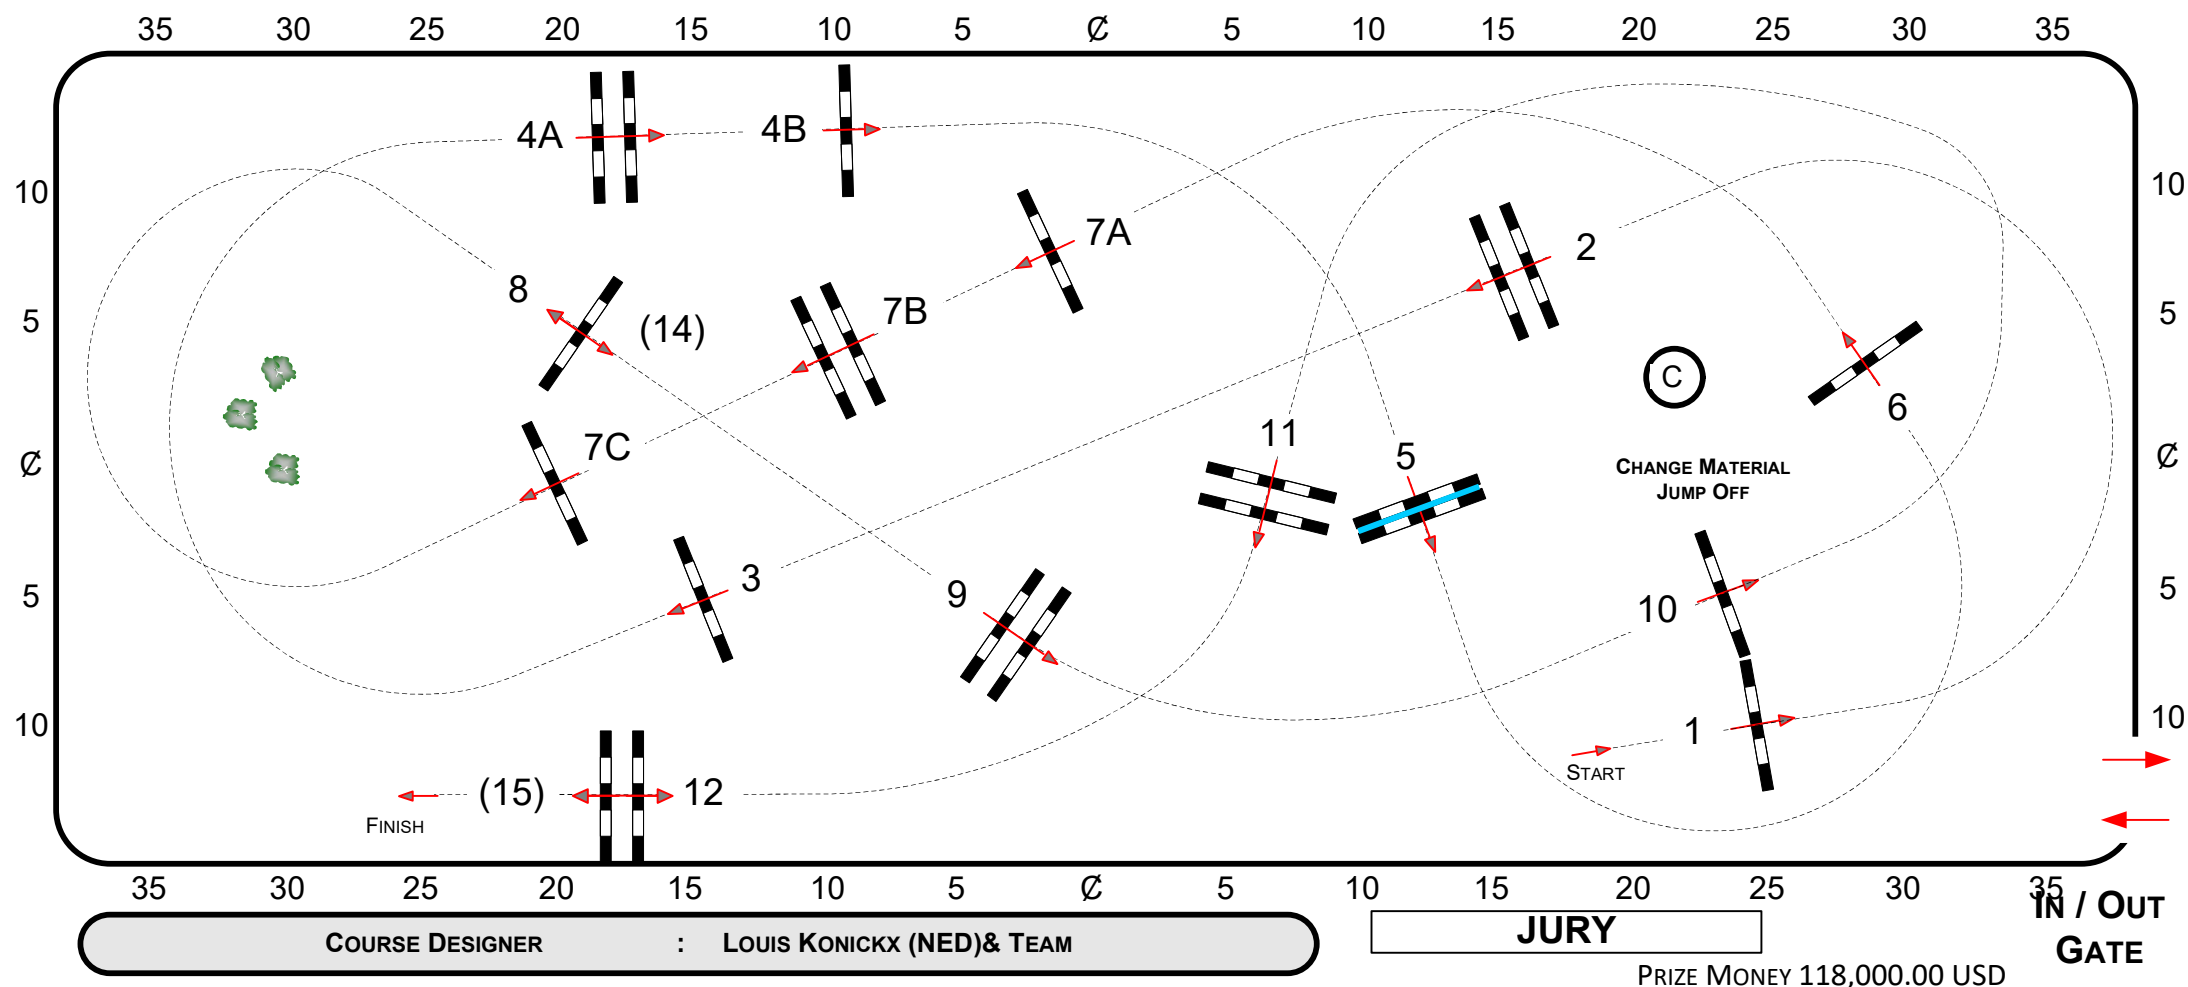 35 30 25 20 15 10 5 ₵ 5 10 15 20 25 30 35
4A 4B
10 10
7A
2
8 5 (14) 7B 5
C
6
11
5
7C
₵ CHANGE MATERIAL ₵
JUMP OFF
3
9
5 10 5
10 1 10
START
(15) 12
FINISH
35 30 25 20 15 10 5 ₵ 5 10 15 20 25 30 35
IN / OUT
GATE
COURSE DESIGNER : LOUIS KONICKX (NED)& TEAM
JURY
PRIZE MONEY 118,000.00 USD